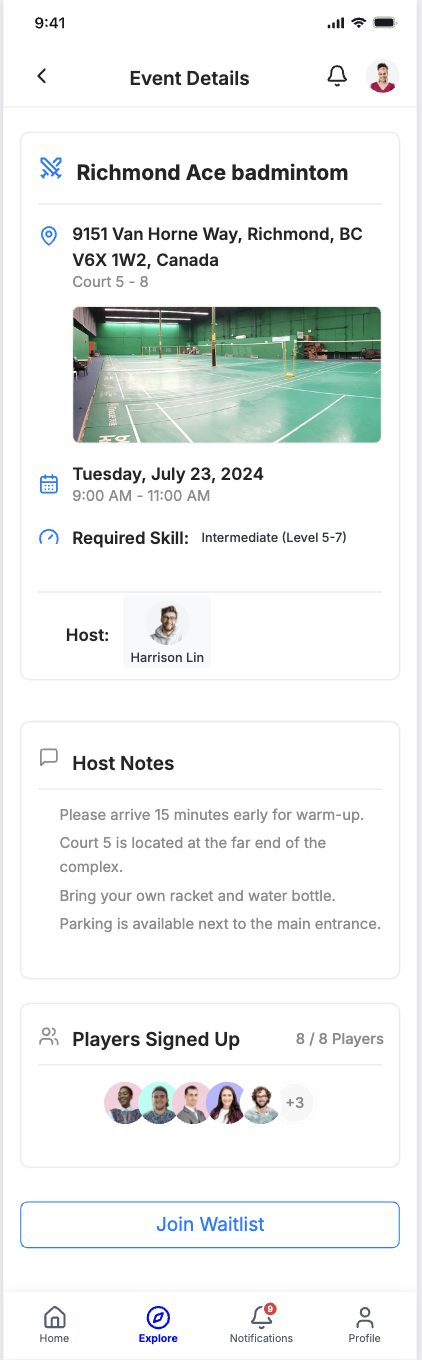 9:41
Event Details
Richmond Ace badmintom
9151 Van Horne Way, Richmond, BC
V6X 1W2, Canada
Court 5 - 8
Tuesday, July 23, 2024
9:00 AM - 11:00 AM
Required Skill: Intermediate (Level 5-7)
Host:
Harrison Lin
Host Notes
Please arrive 15 minutes early for warm-up.
Court 5 is located at the far end of the
complex.
Bring your own racket and water bottle.
Parking is available next to the main entrance.
Players Signed Up 8 / 8 Players
+3
Join Waitlist
9
Home Explore Notifications Profile